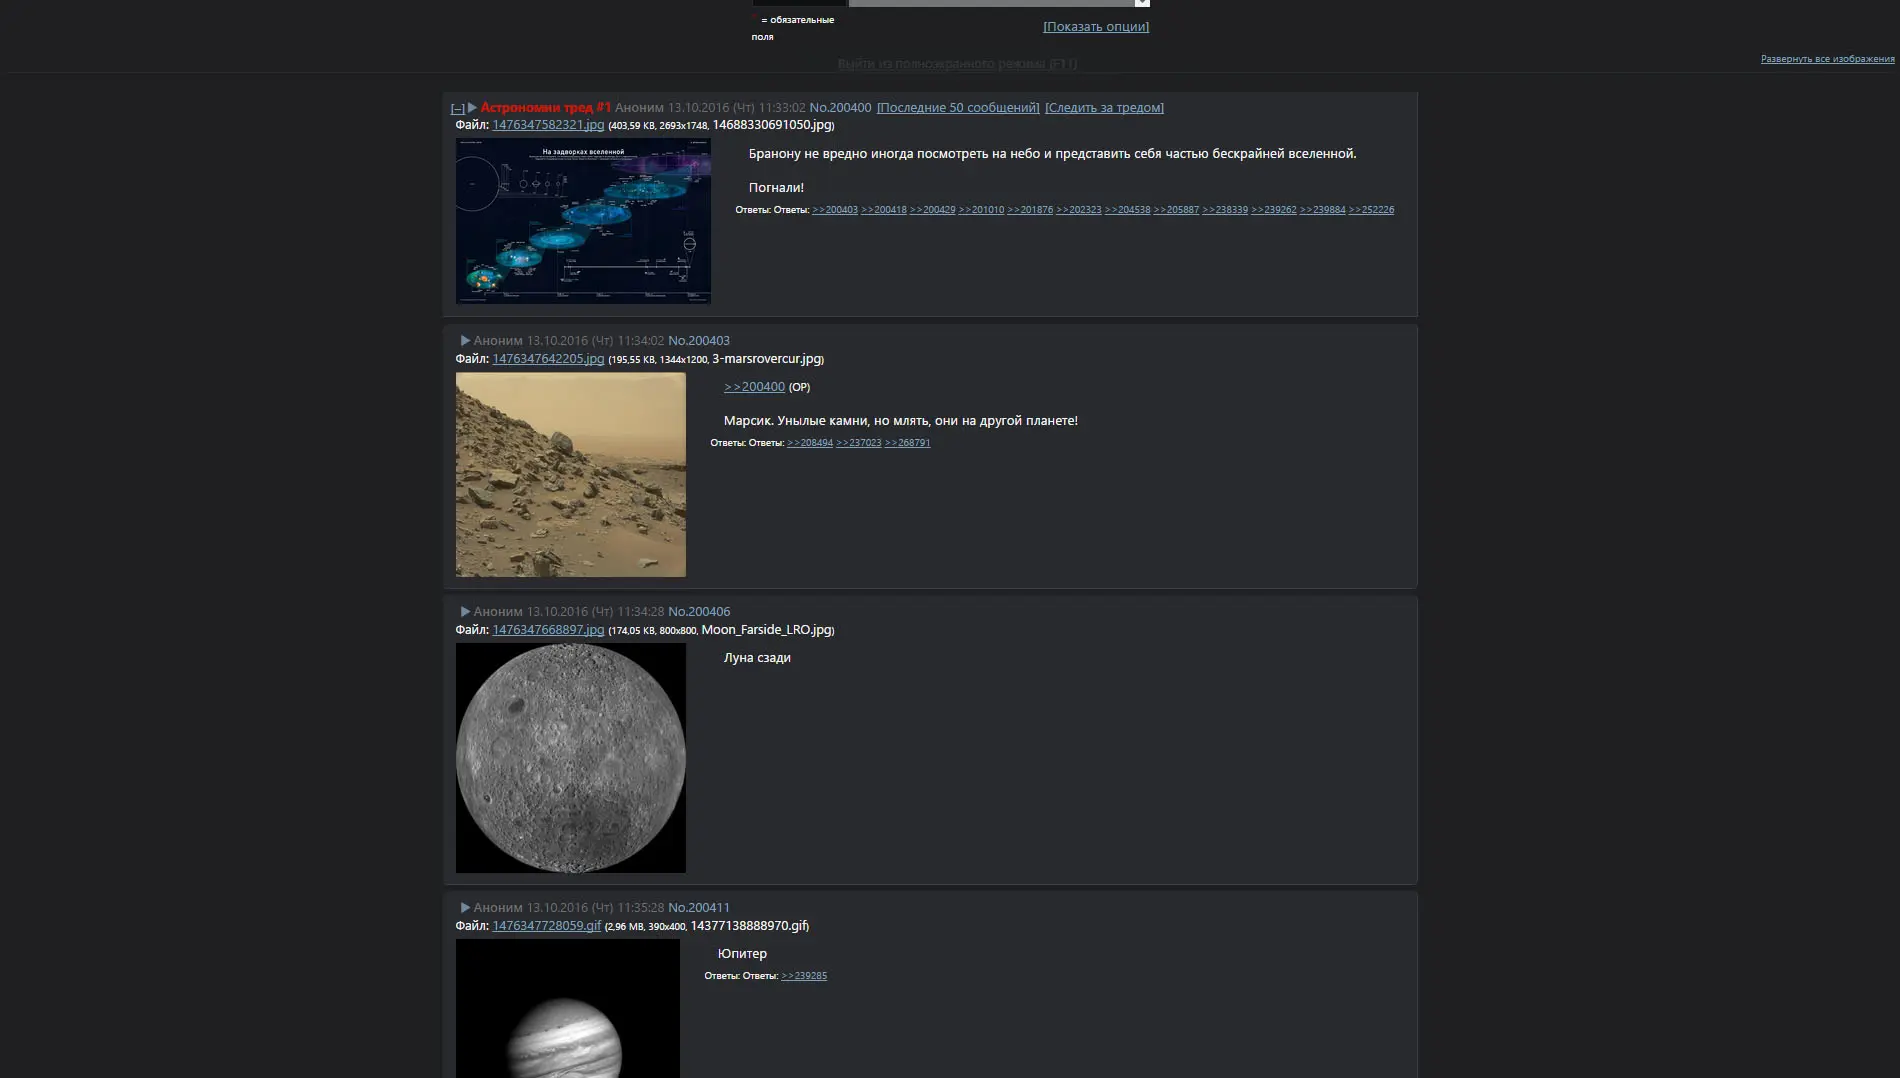 = обязательные
поля
[Показать опции]
Выйти из полноэкранного режима (F11)
Развернуть все изображения
[–] Астрономии тред #1 Аноним 13.10.2016 (Чт) 11:33:02 No.200400 [Последние 50 сообщений] [Следить за тредом]
Файл: 1476347582321.jpg (403,59 KB, 2693x1748, 14688330691050.jpg)
На задворках вселенной
Бранону не вредно иногда посмотреть на небо и представить себя частью бескрайней вселенной.
Погнали!
Ответы: Ответы: >>200403 >>200418 >>200429 >>201010 >>201876 >>202323 >>204538 >>205887 >>238339 >>239262 >>239884 >>252226
Аноним 13.10.2016 (Чт) 11:34:02 No.200403
Файл: 1476347642205.jpg (195,55 KB, 1344x1200, 3-marsrovercur.jpg)
>>200400 (OP)
Марсик. Унылые камни, но млять, они на другой планете!
Ответы: Ответы: >>208494 >>237023 >>268791
Аноним 13.10.2016 (Чт) 11:34:28 No.200406
Файл: 1476347668897.jpg (174,05 KB, 800x800, Moon_Farside_LRO.jpg)
Луна сзади
Аноним 13.10.2016 (Чт) 11:35:28 No.200411
Файл: 1476347728059.gif (2,96 MB, 390x400, 14377138888970.gif)
Юпитер
Ответы: Ответы: >>239285